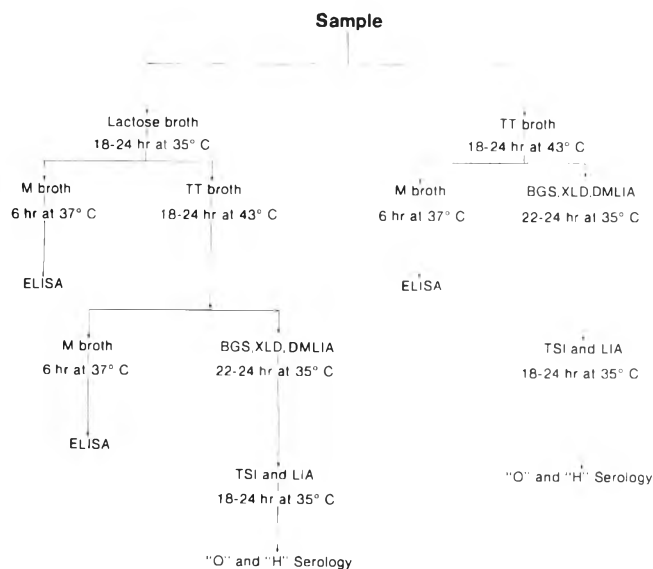 Sample
Lactose broth
18-24 hr at 35° C
TT broth
18-24 hr at 43° C
M broth
6 hr at 37° C
TT broth
18-24 hr at 43° C
M broth
6 hr at 37° C
BGS,XLD,DMLIA
22-24 hr at 35° C
ELISA
ELISA
M broth
6 hr at 37° C
BGS,XLD,DMLIA
22-24 hr at 35° C
TSI and LIA
18-24 hr at 35° C
ELISA
TSI and LIA
18-24 hr at 35° C
"O" and "H" Serology
"O" and "H" Serology